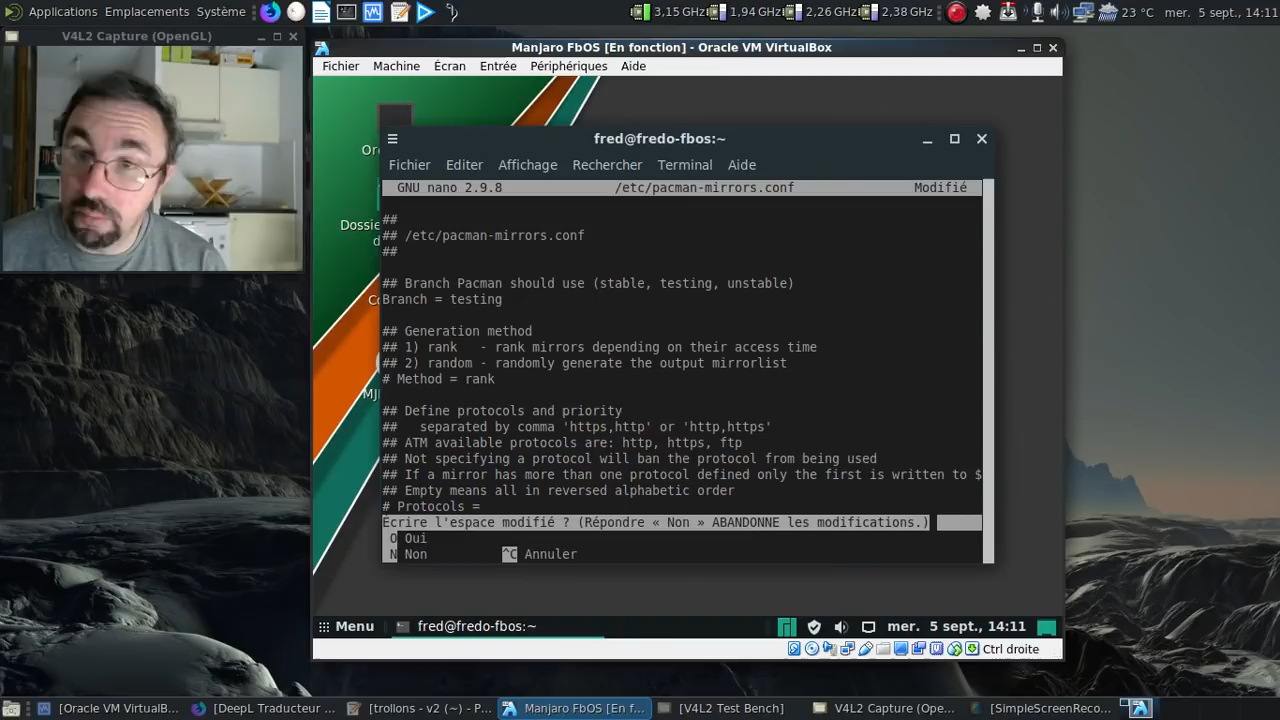 Applications Emplacements Système
3,15 GHz 1,94 GHz 2,26 GHz 2,38 GHz 23 °C mer. 5 sept., 14:11
V4L2 Capture (OpenGL)
Manjaro FbOS [En fonction] - Oracle VM VirtualBox
Fichier Machine Écran Entrée Périphériques Aide
fred@fredo-fbos:~
Fichier Editer Affichage Rechercher Terminal Aide
GNU nano 2.9.8 /etc/pacman-mirrors.conf Modifié
##
## /etc/pacman-mirrors.conf
##
## Branch Pacman should use (stable, testing, unstable)
Branch = testing
## Generation method
## 1) rank - rank mirrors depending on their access time
## 2) random - randomly generate the output mirrorlist
# Method = rank
## Define protocols and priority
## separated by comma 'https,http' or 'http,https'
## ATM available protocols are: http, https, ftp
## Not specifying a protocol will ban the protocol from being used
## If a mirror has more than one protocol defined only the first is written to $
## Empty means all in reversed alphabetic order
# Protocols =
Écrire l'espace modifié ? (Répondre « Non » ABANDONNE les modifications.)
O Oui
N Non ^C Annuler
Dossie
Menu fred@fredo-fbos:~ mer. 5 sept., 14:11
Ctrl droite
[Oracle VM VirtualB... [DeepL Traducteur ... [trollons - v2 (~) - P... Manjaro FbOS [En f... [V4L2 Test Bench] V4L2 Capture (Ope... [SimpleScreenReco...